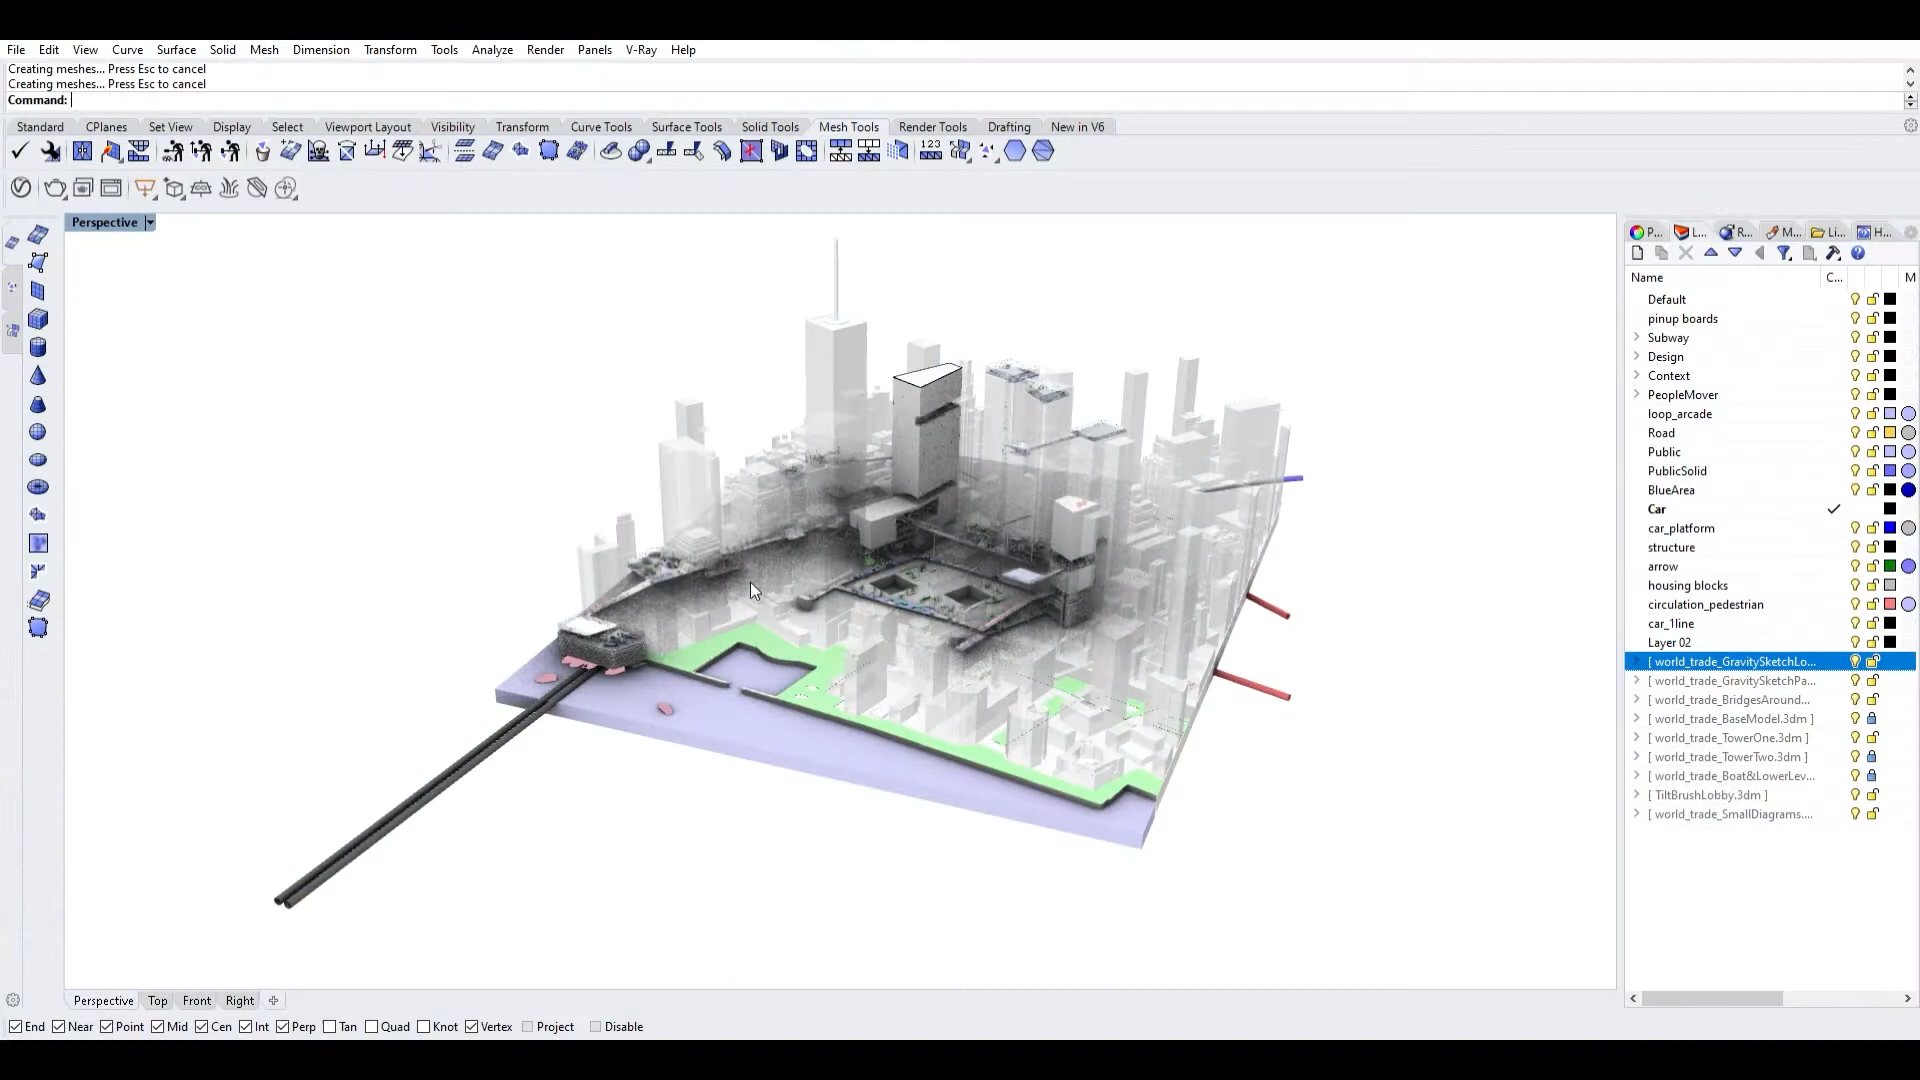 File Edit View Curve Surface Solid Mesh Dimension Transform Tools Analyze Render Panels V-Ray Help
Creating meshes... Press Esc to cancel
Creating meshes... Press Esc to cancel
Command:
Standard CPlanes Set View Display Select Viewport Layout Visibility Transform Curve Tools Surface Tools Solid Tools Mesh Tools Render Tools Drafting New in V6
123
Perspective
P... L... R... M... Li... H...
Name C... M
Default
pinup boards
Subway
Design
Context
PeopleMover
loop_arcade
Road
Public
PublicSolid
BlueArea
Car
car_platform
structure
arrow
housing blocks
circulation_pedestrian
car_1line
Layer 02
[ world_trade_GravitySketchLo...
[ world_trade_GravitySketchPa...
[ world_trade_BridgesAround...
[ world_trade_BaseModel.3dm ]
[ world_trade_TowerOne.3dm ]
[ world_trade_TowerTwo.3dm ]
[ world_trade_Boat&LowerLev...
[ TiltBrushLobby.3dm ]
[ world_trade_SmallDiagrams....
Perspective Top Front Right
End Near Point Mid Cen Int Perp Tan Quad Knot Vertex Project Disable